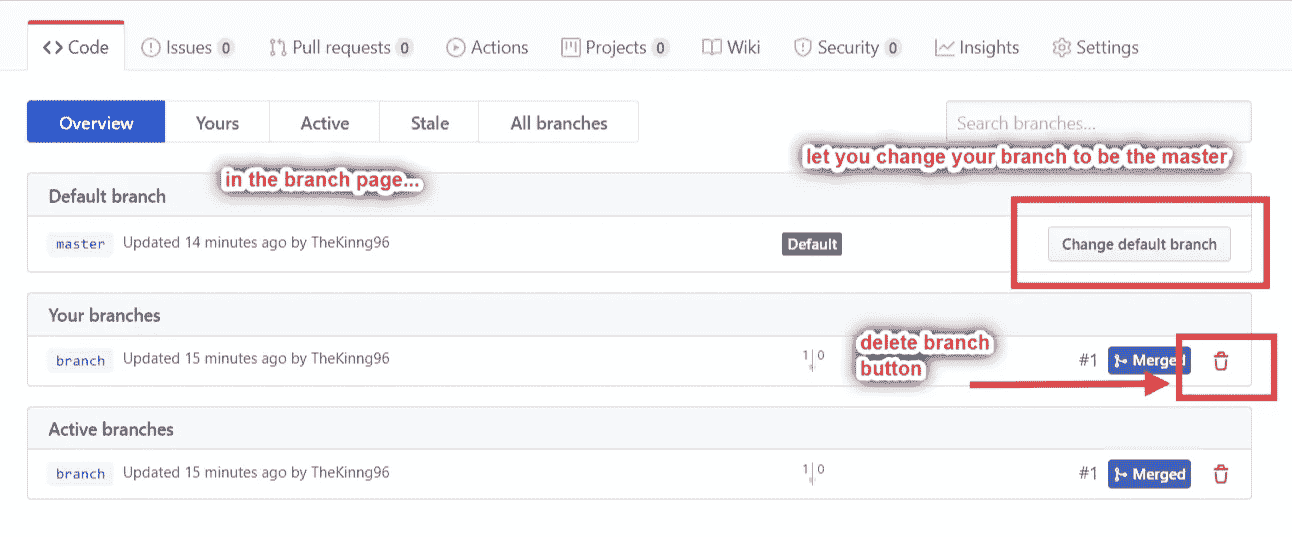 <> Code Issues 0 Pull requests 0 Actions Projects 0 Wiki Security 0 Insights Settings
Overview Yours Active Stale All branches Search branches...
let you change your branch to be the master
in the branch page...
Default branch
master Updated 14 minutes ago by TheKinng96 Default Change default branch
Your branches
delete branch
button
branch Updated 15 minutes ago by TheKinng96 1|0 #1 Merged
Active branches
branch Updated 15 minutes ago by TheKinng96 1|0 #1 Merged